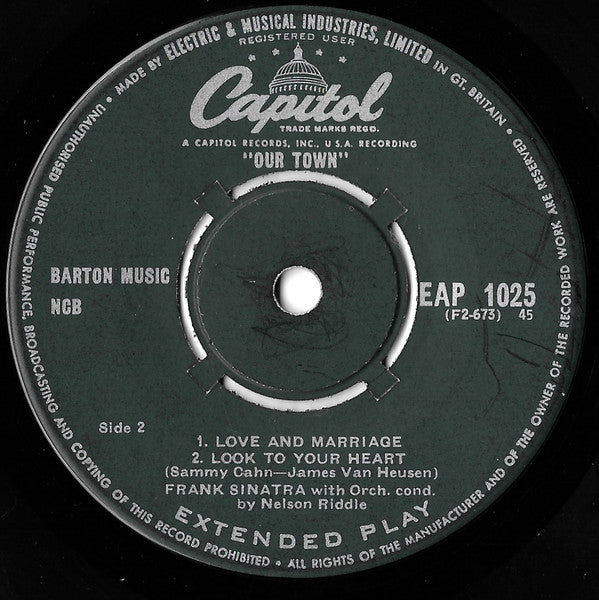 • MADE BY ELECTRIC & MUSICAL INDUSTRIES, LIMITED IN GT. BRITAIN •
REGISTERED USER
Capitol
TRADE MARKS REGD.
A CAPITOL RECORDS, INC., U.S.A. RECORDING
"OUR TOWN"
BARTON MUSIC
NCB
EAP 1025
(F2-673) 45
Side 2
1. LOVE AND MARRIAGE
2. LOOK TO YOUR HEART
(Sammy Cahn—James Van Heusen)
FRANK SINATRA with Orch. cond.
by Nelson Riddle
EXTENDED PLAY
UNAUTHORISED PUBLIC PERFORMANCE, BROADCASTING AND COPYING OF THIS RECORD PROHIBITED • ALL RIGHTS OF THE MANUFACTURER AND OF THE OWNER OF THE RECORDED WORK ARE RESERVED.